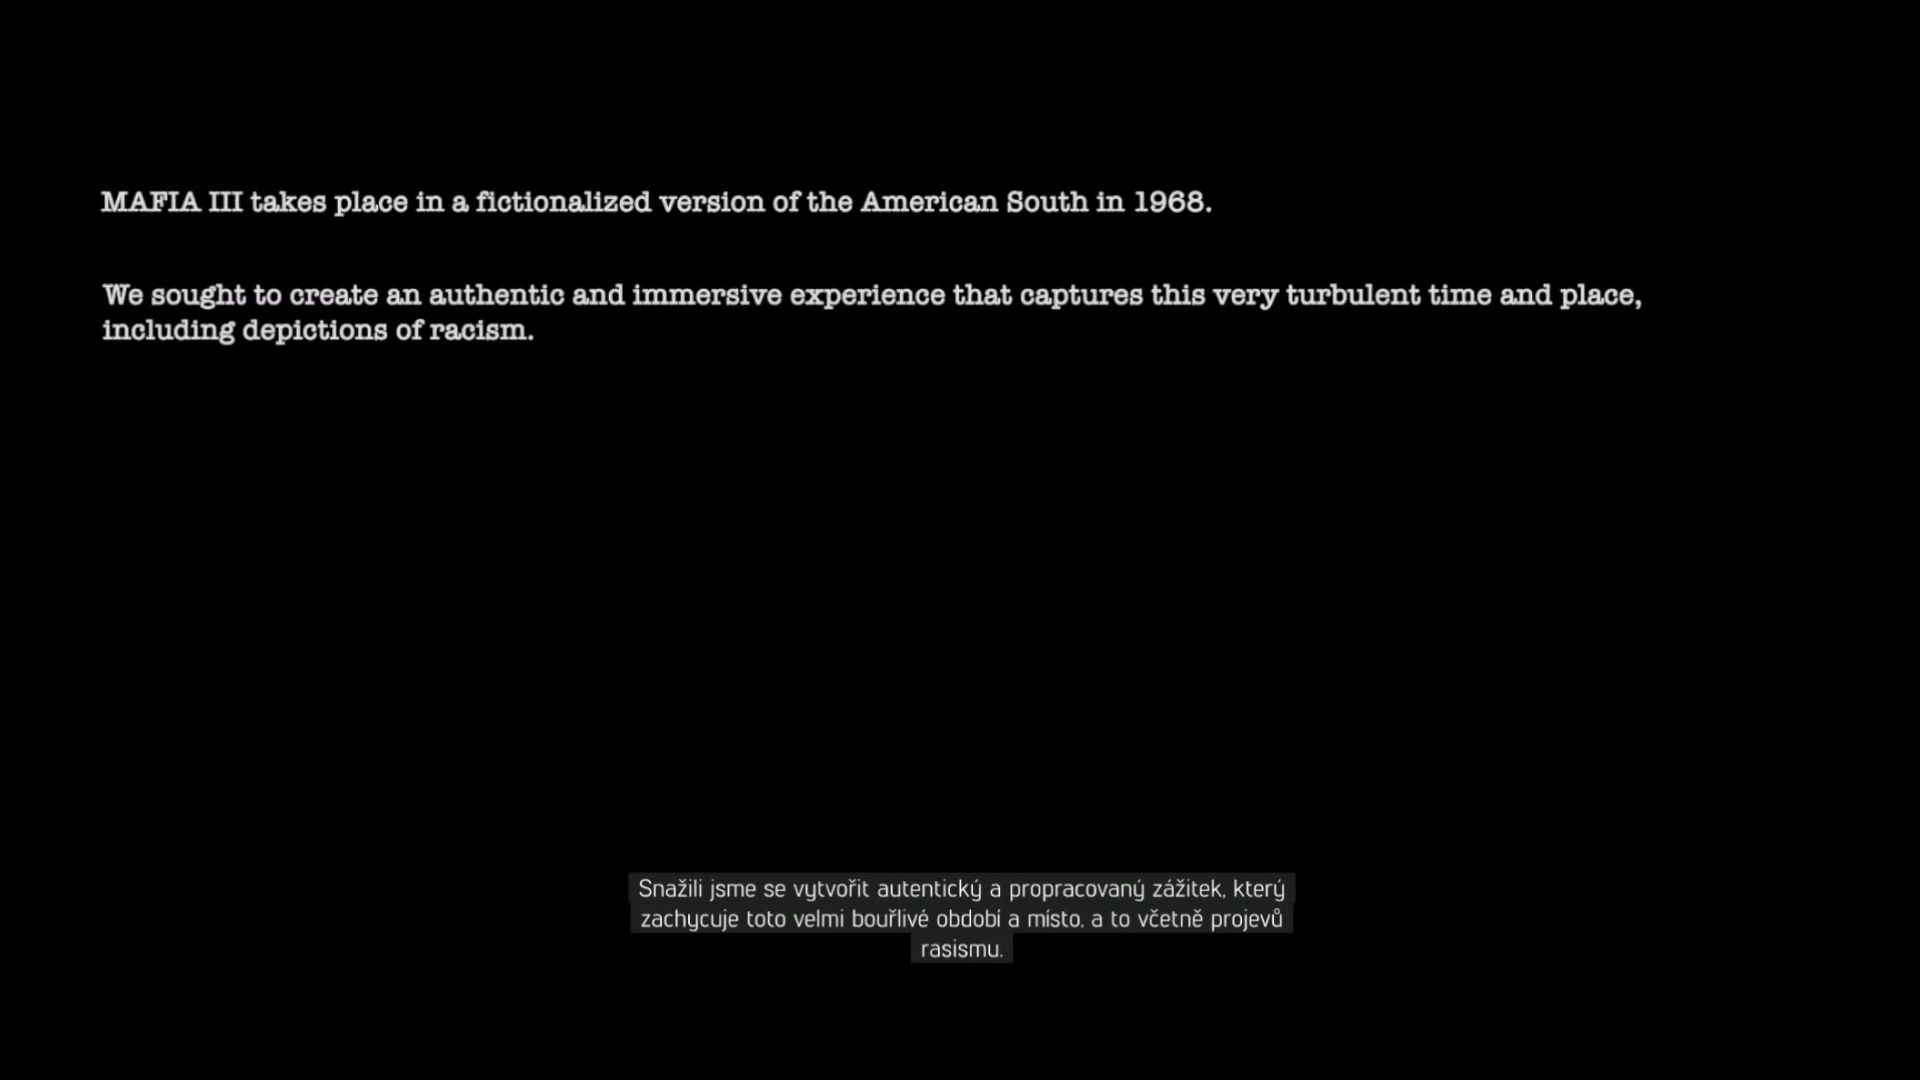 MAFIA III takes place in a fictionalized version of the American South in 1968.
We sought to create an authentic and immersive experience that captures this very turbulent time and place,
including depictions of racism.
Snažili jsme se vytvořit autentický a propracovaný zážitek, který
zachycuje toto velmi bouřlivé období a místo, a to včetně projevů
rasismu.